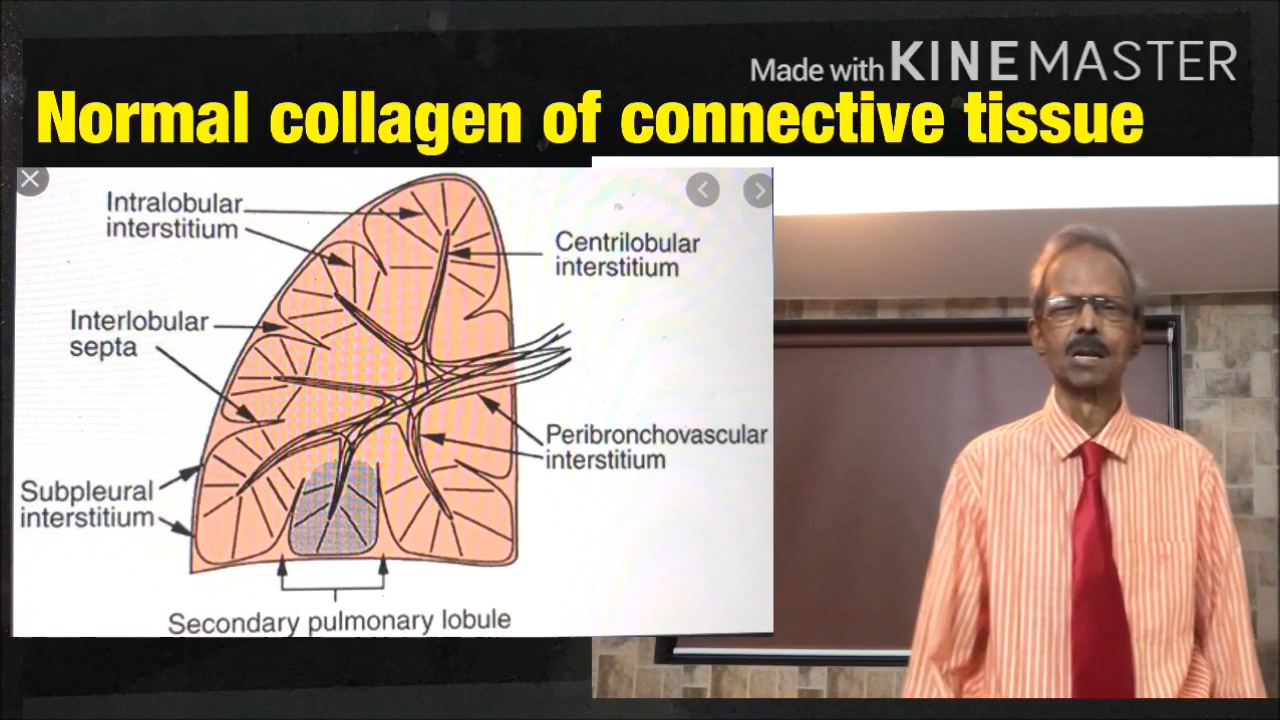 Made with KINEMASTER
Normal collagen of connective tissue
Intralobular
interstitium
Centrilobular
interstitium
Interlobular
septa
Peribronchovascular
interstitium
Subpleural
interstitium
Secondary pulmonary lobule